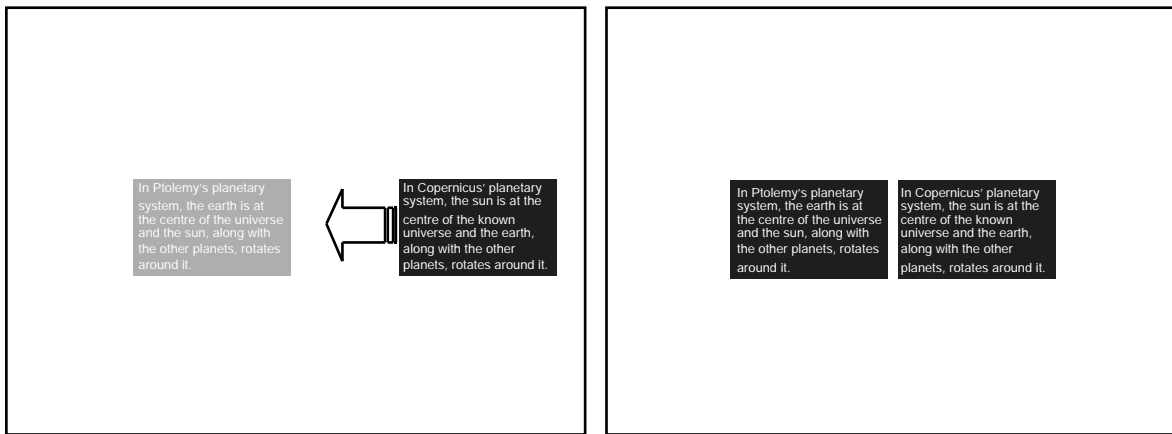 In Ptolemy's planetary
system, the earth is at
the centre of the universe
and the sun, along with
the other planets, rotates
around it.
In Copernicus' planetary
system, the sun is at the
centre of the known
universe and the earth,
along with the other
planets, rotates around it.
In Ptolemy's planetary
system, the earth is at
the centre of the universe
and the sun, along with
the other planets, rotates
around it.
In Copernicus' planetary
system, the sun is at the
centre of the known
universe and the earth,
along with the other
planets, rotates around it.